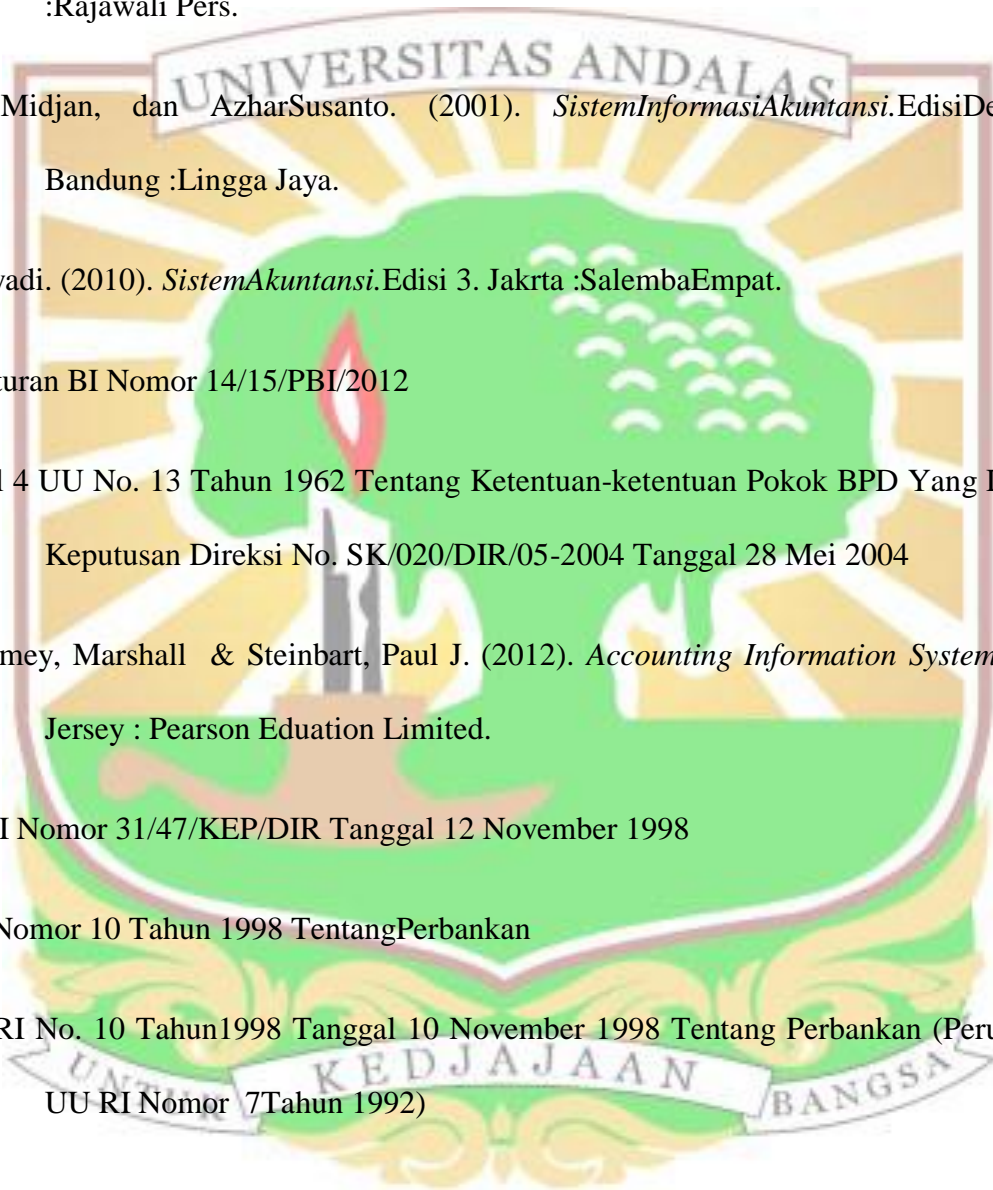 :Rajawali Pers.
UNIVERSITAS ANDALAS
Midjan, dan AzharSusanto. (2001). SistemInformasiAkuntansi.EdisiDe
Bandung :Lingga Jaya.
yadi. (2010). SistemAkuntansi.Edisi 3. Jakrta :SalembaEmpat.
turan BI Nomor 14/15/PBI/2012
l 4 UU No. 13 Tahun 1962 Tentang Ketentuan-ketentuan Pokok BPD Yang
Keputusan Direksi No. SK/020/DIR/05-2004 Tanggal 28 Mei 2004
mey, Marshall & Steinbart, Paul J. (2012). Accounting Information System
Jersey : Pearson Eduation Limited.
I Nomor 31/47/KEP/DIR Tanggal 12 November 1998
Nomor 10 Tahun 1998 TentangPerbankan
RI No. 10 Tahun1998 Tanggal 10 November 1998 Tentang Perbankan (Peru
UNTUK KEDJAJAAN BANGSA
UU RI Nomor 7Tahun 1992)